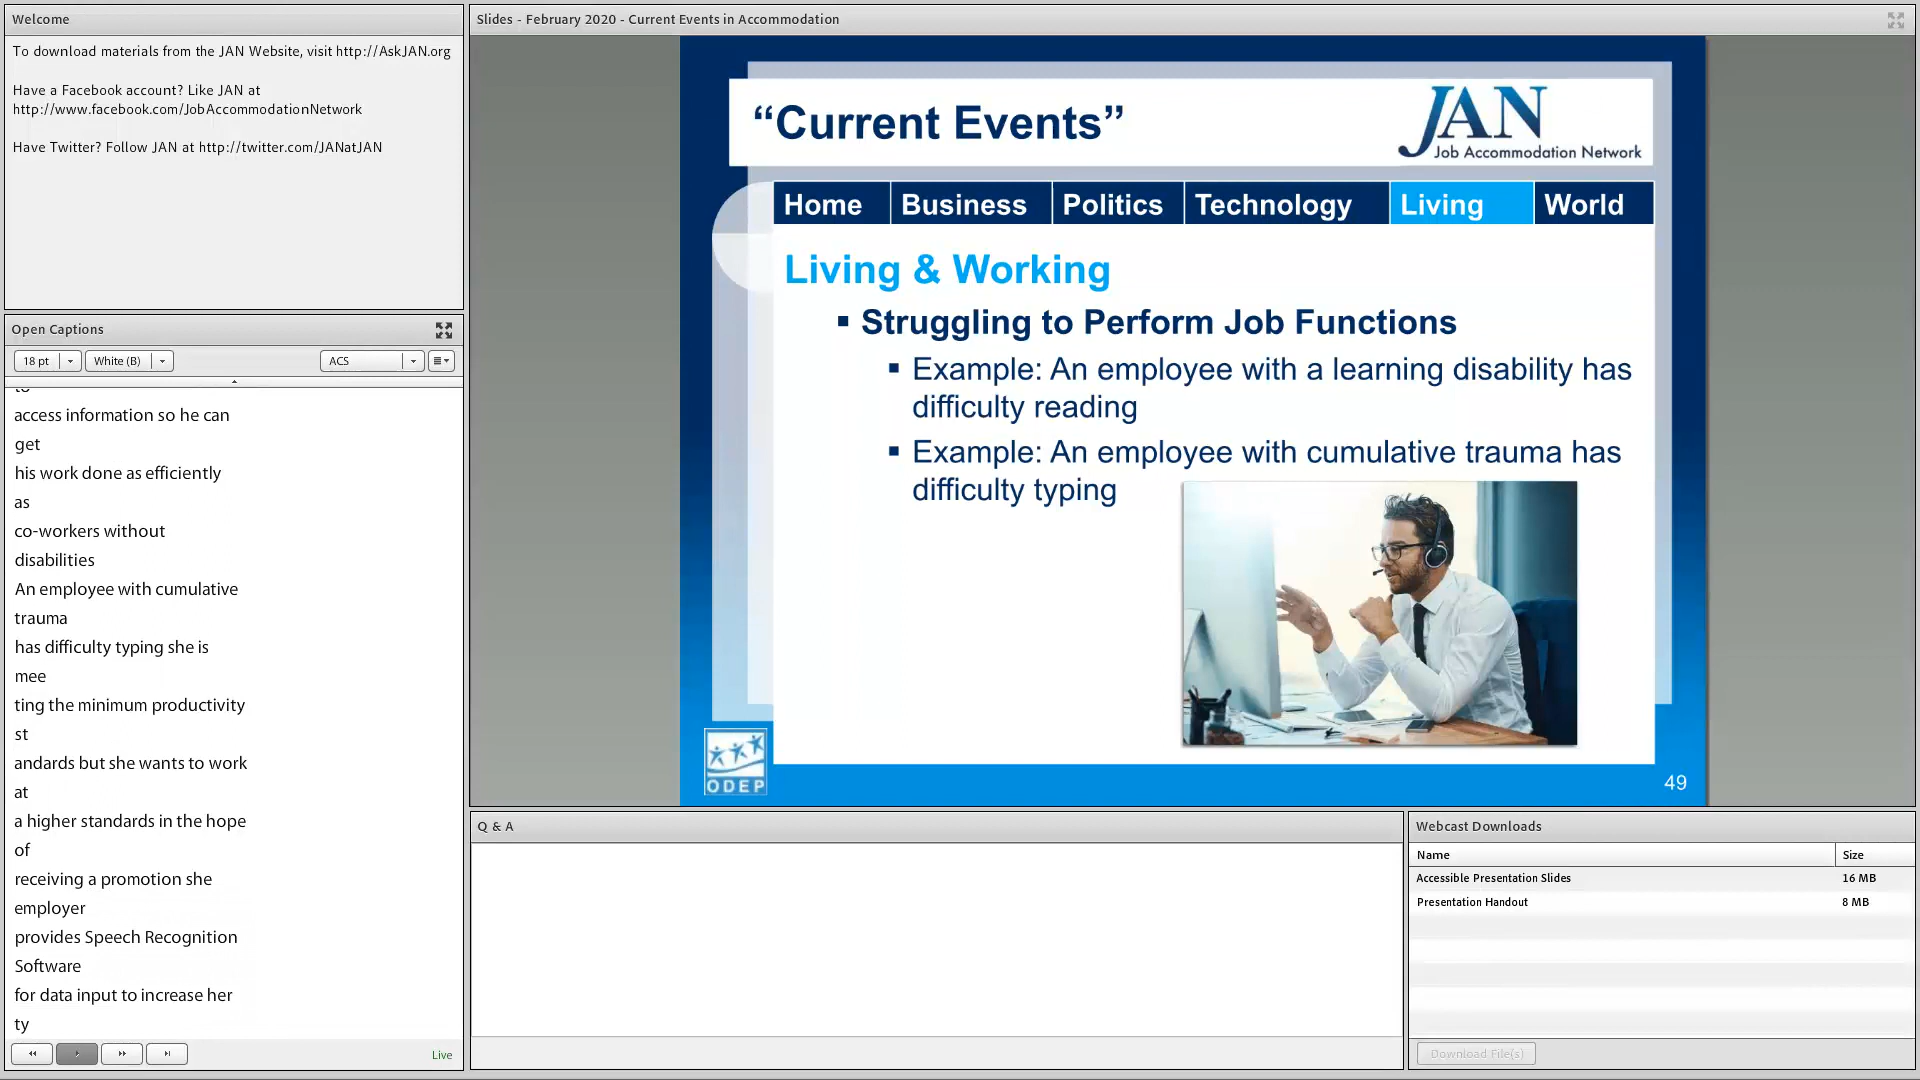 Welcome
To download materials from the JAN Website, visit http://AskJAN.org
Have a Facebook account? Like JAN at
http://www.facebook.com/JobAccommodationNetwork
Have Twitter? Follow JAN at http://twitter.com/JANatJAN
Open Captions
18 pt
White (B)
ACS
access information so he can
get
his work done as efficiently
as
co-workers without
disabilities
An employee with cumulative
trauma
has difficulty typing she is
mee
ting the minimum productivity
st
andards but she wants to work
at
a higher standards in the hope
of
receiving a promotion she
employer
provides Speech Recognition
Software
for data input to increase her
ty
Live
Slides - February 2020 - Current Events in Accommodation
“Current Events”
JAN
Job Accommodation Network
Home Business Politics Technology Living World
Living & Working
▪ Struggling to Perform Job Functions
▪ Example: An employee with a learning disability has
difficulty reading
▪ Example: An employee with cumulative trauma has
difficulty typing
ODEP
49
Q & A
Webcast Downloads
Name Size
Accessible Presentation Slides 16 MB
Presentation Handout 8 MB
Download File(s)